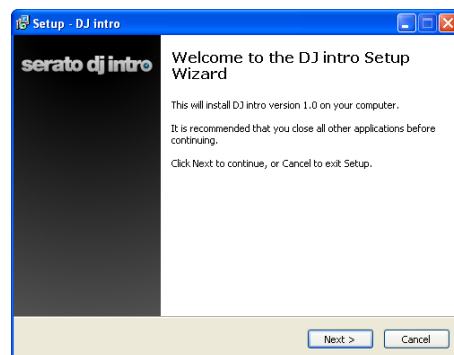 Setup - DJ intro
serato dj intro
Welcome to the DJ intro Setup
Wizard
This will install DJ intro version 1.0 on your computer.
It is recommended that you close all other applications before
continuing.
Click Next to continue, or Cancel to exit Setup.
Next >
Cancel